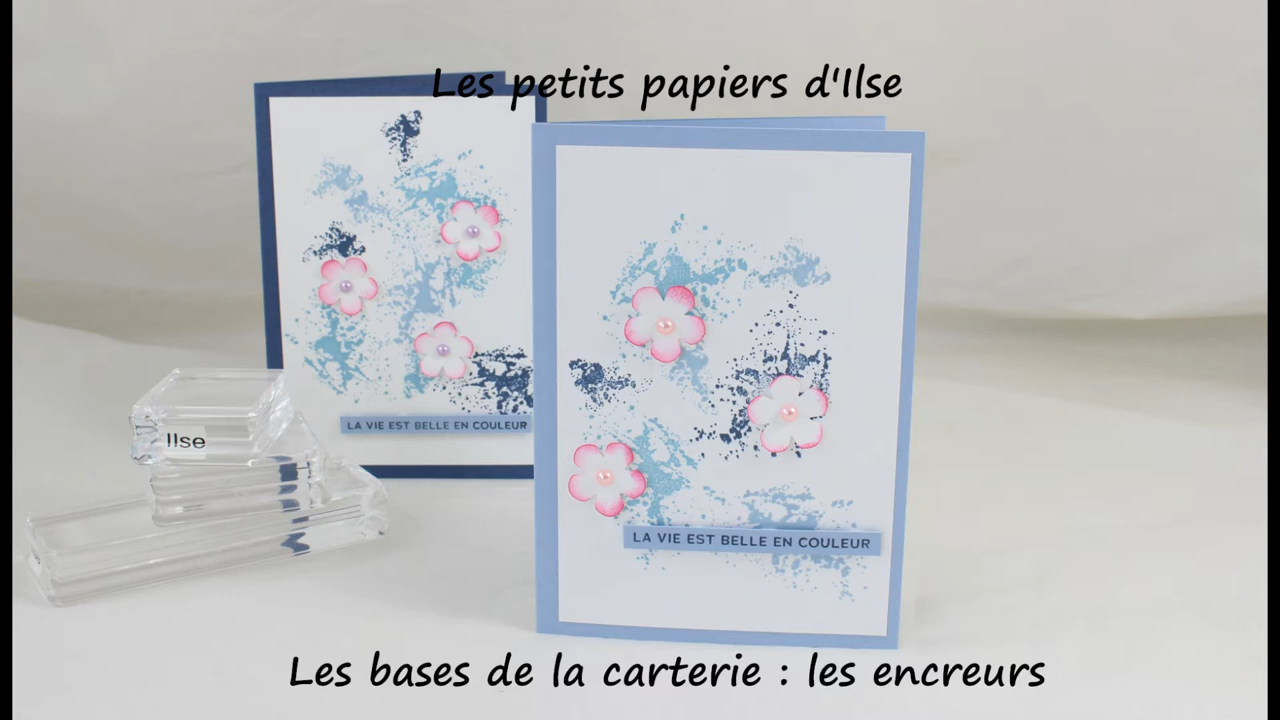 Les petits papiers d'Ilse
LA VIE EST BELLE EN COULEUR
Ilse
LA VIE EST BELLE EN COULEUR
Les bases de la carterie : les encreurs